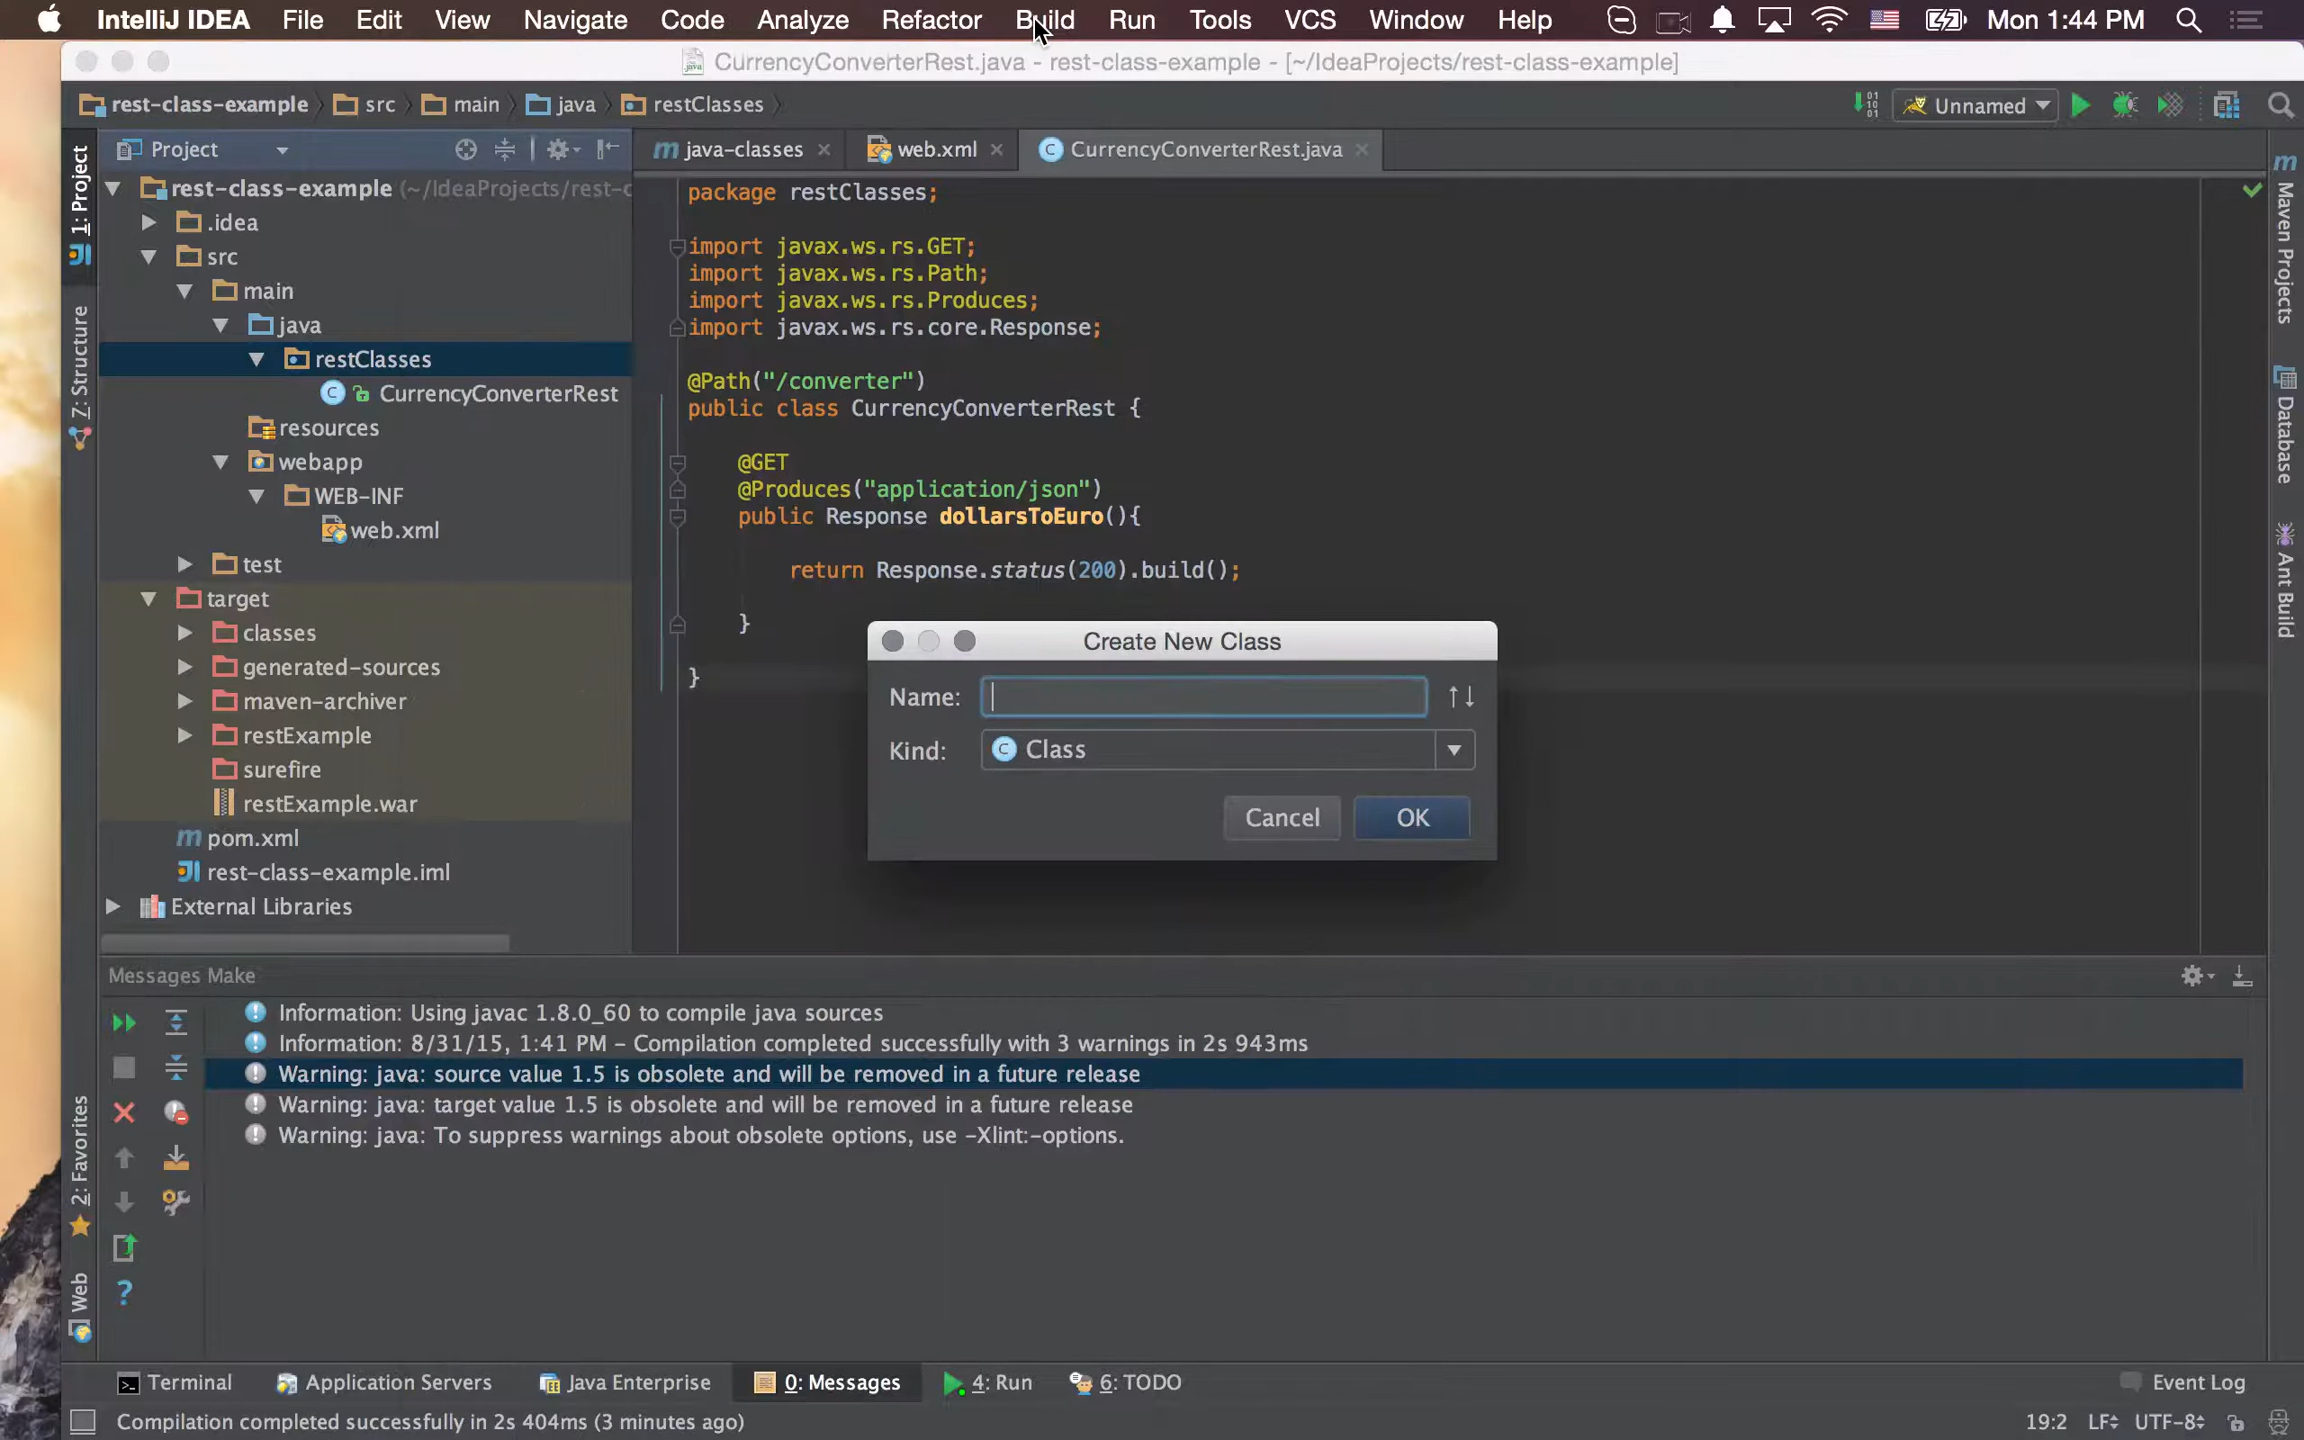 IntelliJ IDEA File Edit View Navigate Code Analyze Refactor Build Run Tools VCS Window Help Mon 1:44 PM
CurrencyConverterRest.java - rest-class-example - [~/IdeaProjects/rest-class-example]
rest-class-example src main java restClasses Unnamed
Project
java-classes web.xml CurrencyConverterRest.java
1: Project
Z: Structure
2: Favorites
Web
rest-class-example (~/IdeaProjects/rest-c
.idea
src
main
java
restClasses
CurrencyConverterRest
resources
webapp
WEB-INF
web.xml
test
target
classes
generated-sources
maven-archiver
restExample
surefire
restExample.war
pom.xml
rest-class-example.iml
External Libraries
package restClasses;
import javax.ws.rs.GET;
import javax.ws.rs.Path;
import javax.ws.rs.Produces;
import javax.ws.rs.core.Response;
@Path("/converter")
public class CurrencyConverterRest {
@GET
@Produces("application/json")
public Response dollarsToEuro(){
return Response.status(200).build();
}
}
Create New Class
Name:
Kind: Class
Cancel OK
Maven Projects
Database
Ant Build
Messages Make
Information: Using javac 1.8.0_60 to compile java sources
Information: 8/31/15, 1:41 PM - Compilation completed successfully with 3 warnings in 2s 943ms
Warning: java: source value 1.5 is obsolete and will be removed in a future release
Warning: java: target value 1.5 is obsolete and will be removed in a future release
Warning: java: To suppress warnings about obsolete options, use -Xlint:-options.
Terminal Application Servers Java Enterprise 0: Messages 4: Run 6: TODO Event Log
Compilation completed successfully in 2s 404ms (3 minutes ago) 19:2 LF UTF-8